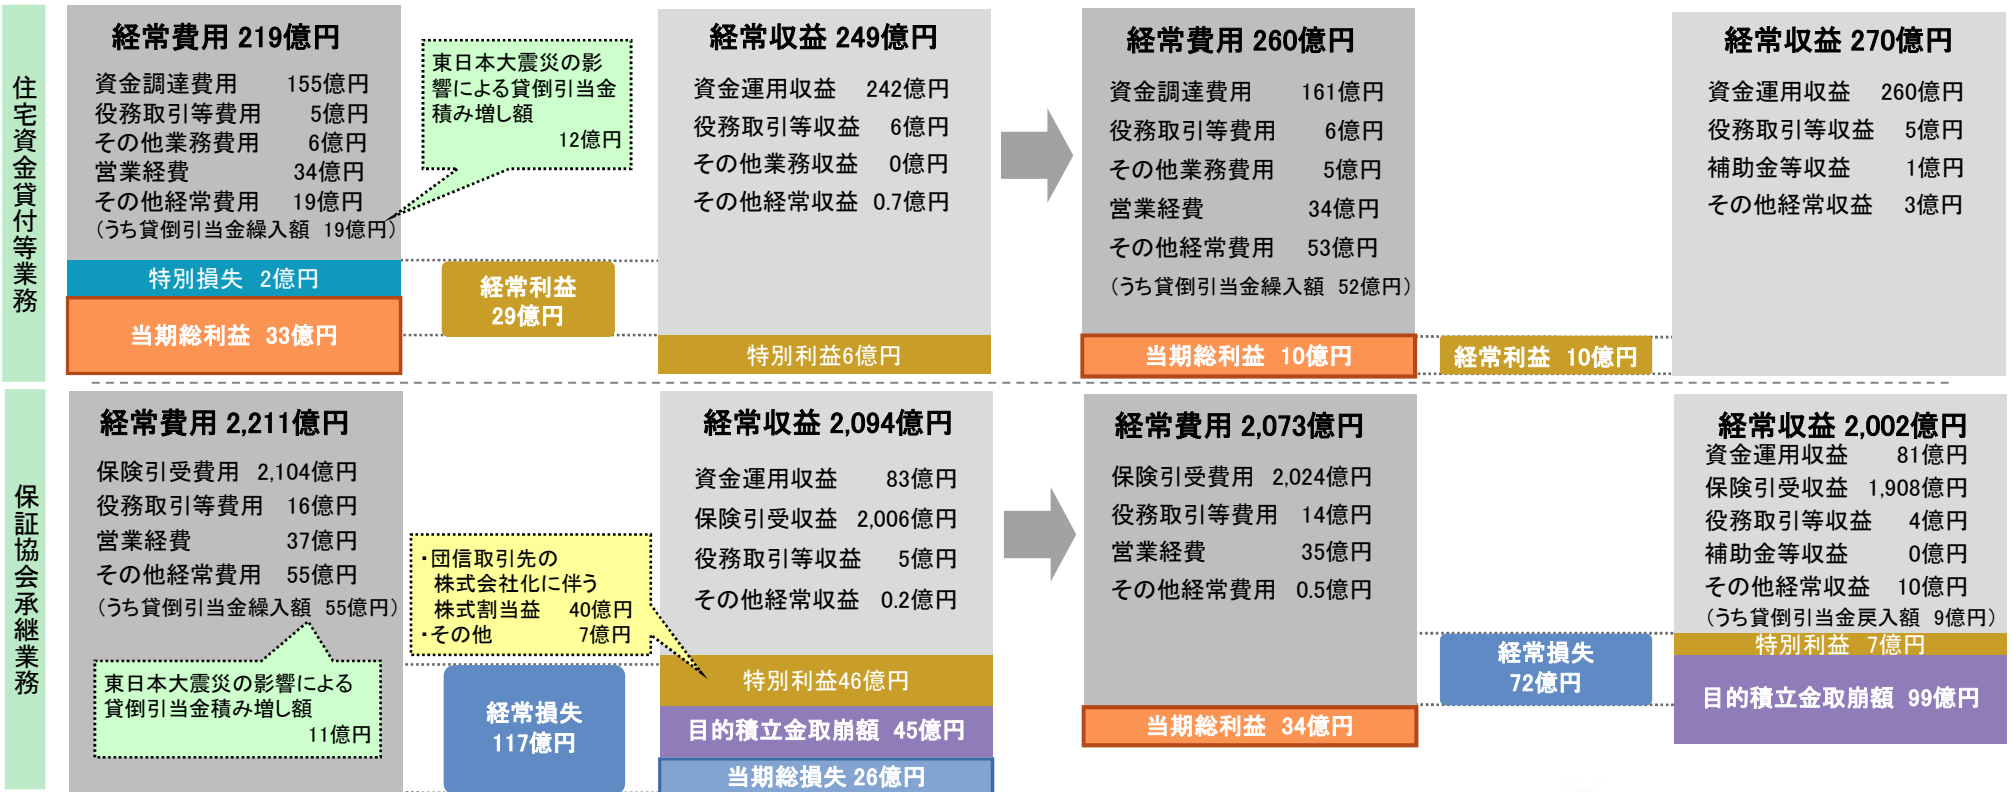 住宅資金貸付等業務
経常費用 219億円
資金調達費用 155億円
役務取引等費用 5億円
その他業務費用 6億円
営業経費 34億円
その他経常費用 19億円
（うち貸倒引当金繰入額 19億円）
特別損失 2億円
当期総利益 33億円
東日本大震災の影
響による貸倒引当金
積み増し額
12億円
経常利益
29億円
経常収益 249億円
資金運用収益 242億円
役務取引等収益 6億円
その他業務収益 0億円
その他経常収益 0.7億円
特別利益6億円
経常費用 260億円
資金調達費用 161億円
役務取引等費用 6億円
その他業務費用 5億円
営業経費 34億円
その他経常費用 53億円
（うち貸倒引当金繰入額 52億円）
当期総利益 10億円
経常利益 10億円
経常収益 270億円
資金運用収益 260億円
役務取引等収益 5億円
補助金等収益 1億円
その他経常収益 3億円
保証協会承継業務
経常費用 2,211億円
保険引受費用 2,104億円
役務取引等費用 16億円
営業経費 37億円
その他経常費用 55億円
（うち貸倒引当金繰入額 55億円）
東日本大震災の影響による
貸倒引当金積み増し額
11億円
・団信取引先の
株式会社化に伴う
株式割当益 40億円
・その他 7億円
経常損失
117億円
経常収益 2,094億円
資金運用収益 83億円
保険引受収益 2,006億円
役務取引等収益 5億円
その他経常収益 0.2億円
特別利益46億円
目的積立金取崩額 45億円
当期総損失 26億円
経常費用 2,073億円
保険引受費用 2,024億円
役務取引等費用 14億円
営業経費 35億円
その他経常費用 0.5億円
当期総利益 34億円
経常損失
72億円
経常収益 2,002億円
資金運用収益 81億円
保険引受収益 1,908億円
役務取引等収益 4億円
補助金等収益 0億円
その他経常収益 10億円
（うち貸倒引当金戻入額 9億円）
特別利益 7億円
目的積立金取崩額 99億円